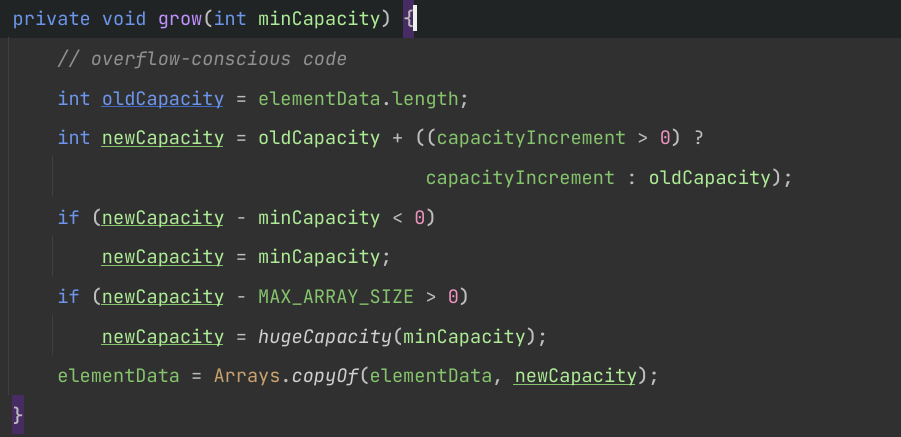 private void grow(int minCapacity) {
// overflow-conscious code
int oldCapacity = elementData.length;
int newCapacity = oldCapacity + ((capacityIncrement > 0) ?
capacityIncrement : oldCapacity);
if (newCapacity - minCapacity < 0)
newCapacity = minCapacity;
if (newCapacity - MAX_ARRAY_SIZE > 0)
newCapacity = hugeCapacity(minCapacity);
elementData = Arrays.copyOf(elementData, newCapacity);
}